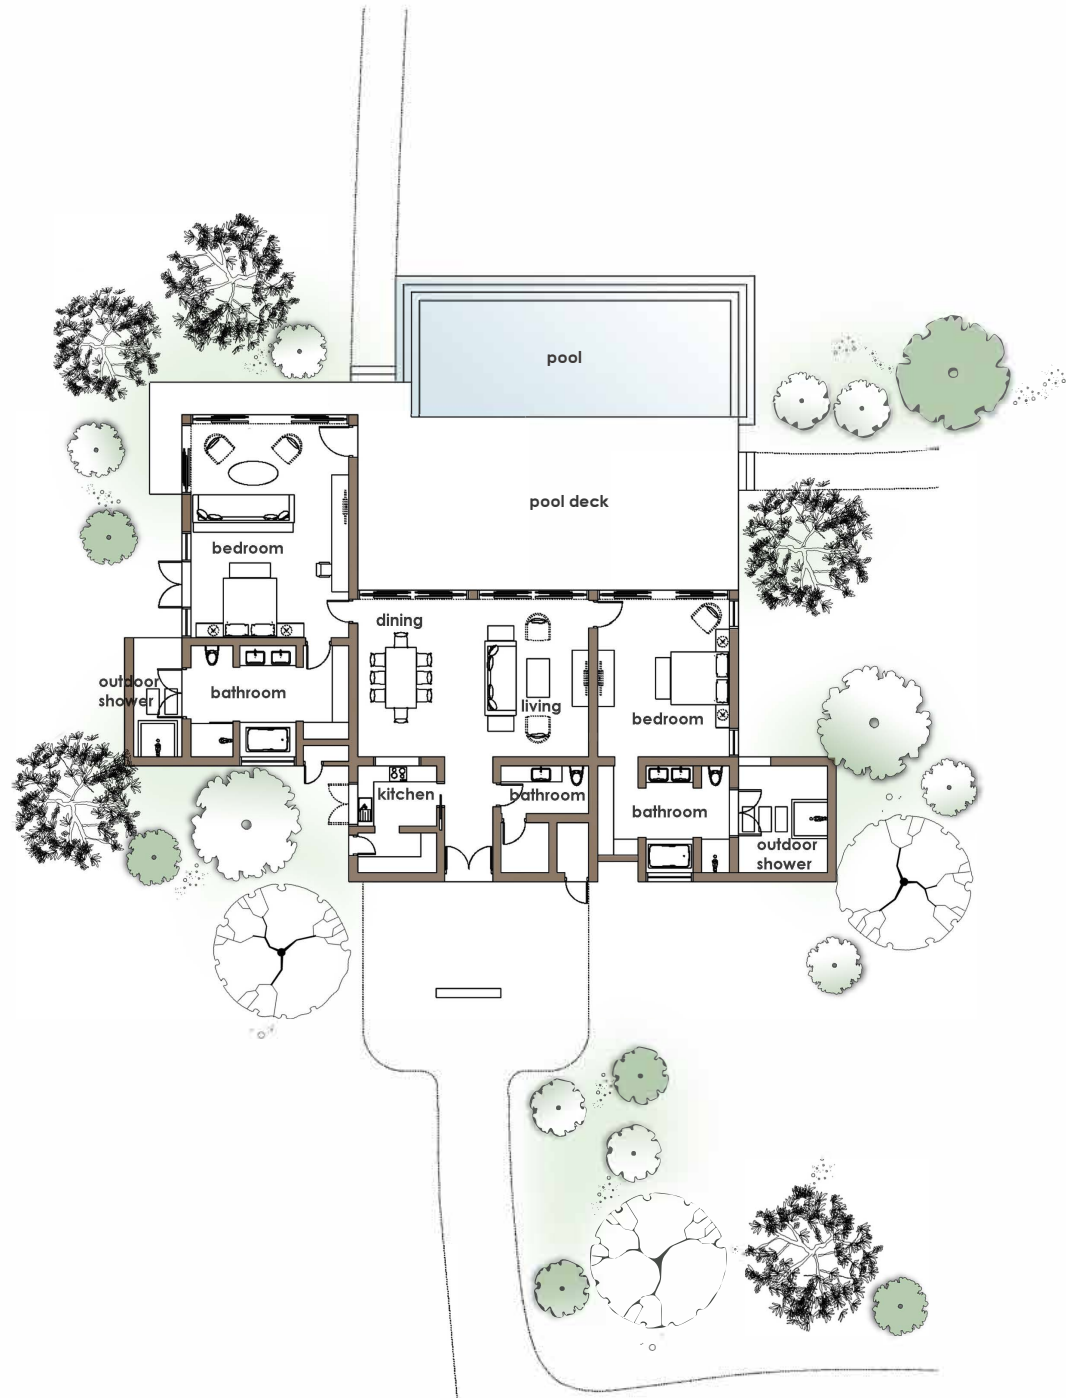 pool
pool deck
bedroom
dining
outdoor
shower
bathroom
living
bedroom
kitchen
bathroom
bathroom
outdoor
shower